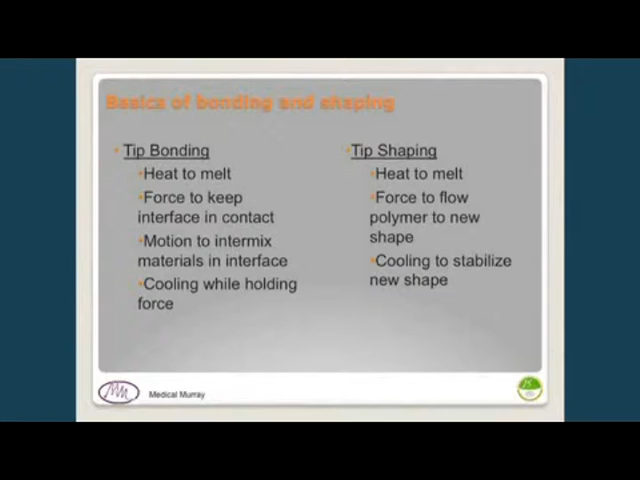 Basics of bonding and shaping
• Tip Bonding
•Heat to melt
•Force to keep
interface in contact
•Motion to intermix
materials in interface
•Cooling while holding
force
•Tip Shaping
•Heat to melt
•Force to flow
polymer to new
shape
•Cooling to stabilize
new shape
MM
Medical Murray